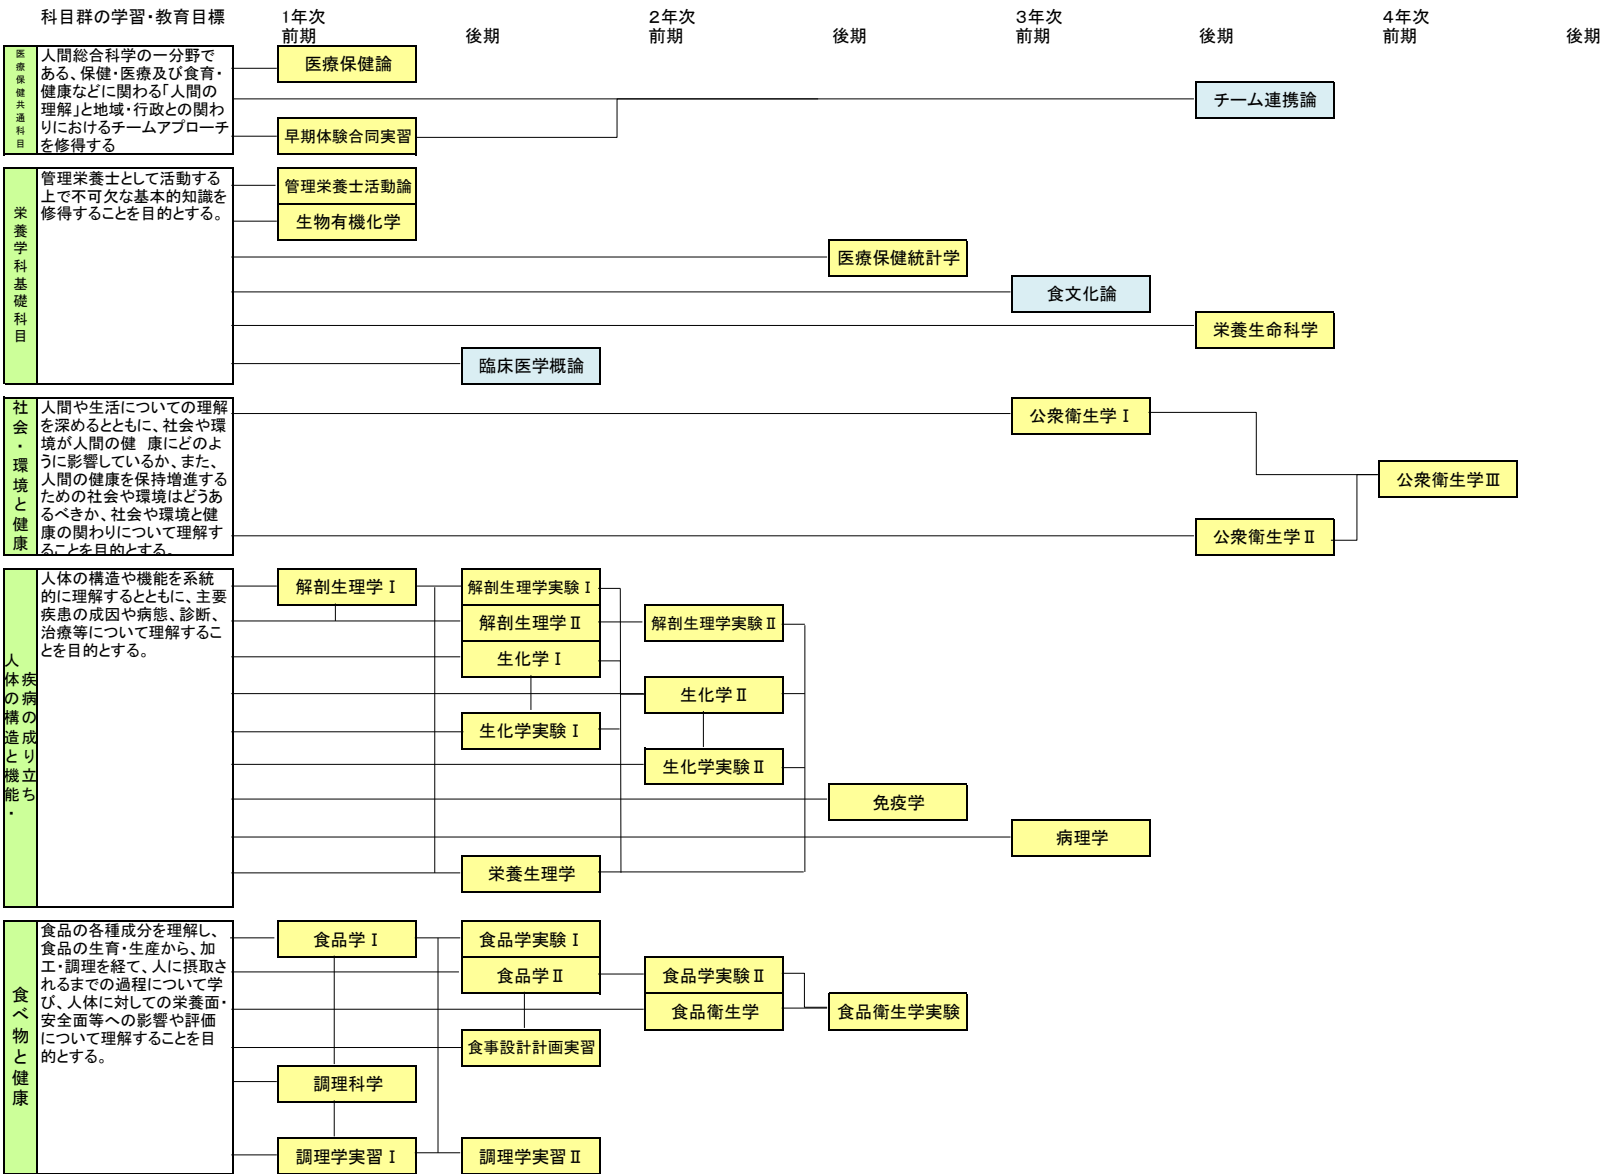 科目群の学習・教育目標
1年次
2年次
3年次
4年次
前期
後期
前期
後期
前期
後期
前期
後期
医療保健共通科目
人間総合科学の一分野で
ある、保健・医療及び食育・
健康などに関わる「人間の
理解」と地域・行政との関わ
りにおけるチームアプローチ
を修得する
医療保健論
チーム連携論
早期体験合同実習
栄養学科基礎科目
管理栄養士として活動する
上で不可欠な基本的知識を
修得することを目的とする。
管理栄養士活動論
生物有機化学
医療保健統計学
食文化論
栄養生命科学
臨床医学概論
社会・環境と健康
人間や生活についての理解
を深めるとともに、社会や環
境が人間の健 康にどのよ
うに影響しているか、また、
人間の健康を保持増進する
ための社会や環境はどうあ
るべきか、社会や環境と健
康の関わりについて理解す
ることを目的とする。
公衆衛生学Ⅰ
公衆衛生学Ⅲ
公衆衛生学Ⅱ
人体の構造と機能・
疾病の成り立ち
人体の構造や機能を系統
的に理解するとともに、主要
疾患の成因や病態、診断、
治療等について理解するこ
とを目的とする。
解剖生理学Ⅰ
解剖生理学実験Ⅰ
解剖生理学Ⅱ
解剖生理学実験Ⅱ
生化学Ⅰ
生化学Ⅱ
生化学実験Ⅰ
生化学実験Ⅱ
免疫学
病理学
栄養生理学
食べ物と健康
食品の各種成分を理解し、
食品の生育・生産から、加
工・調理を経て、人に摂取さ
れるまでの過程について学
び、人体に対しての栄養面・
安全面等への影響や評価
について理解することを目
的とする。
食品学Ⅰ
食品学実験Ⅰ
食品学Ⅱ
食品学実験Ⅱ
食品衛生学
食品衛生学実験
食事設計計画実習
調理科学
調理学実習Ⅰ
調理学実習Ⅱ